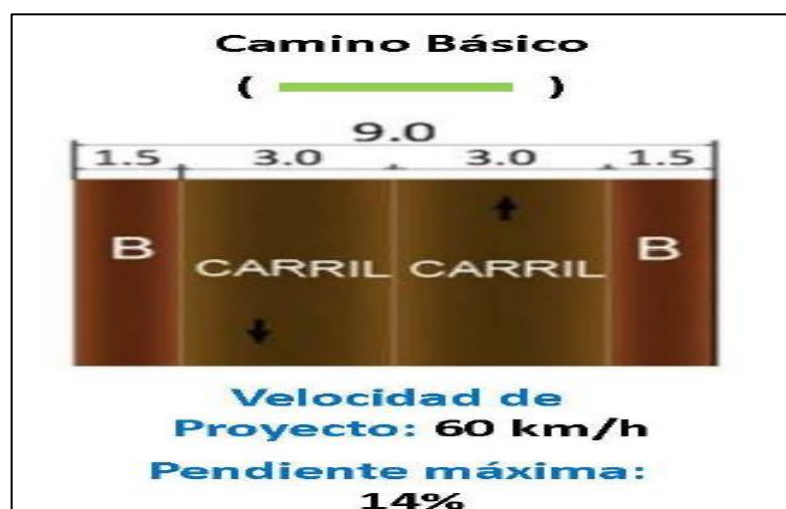 Camino Básico
( )
9.0
1.5 3.0 3.0 1.5
B CARRIL CARRIL B
Velocidad de
Proyecto: 60 km/h
Pendiente máxima:
14%